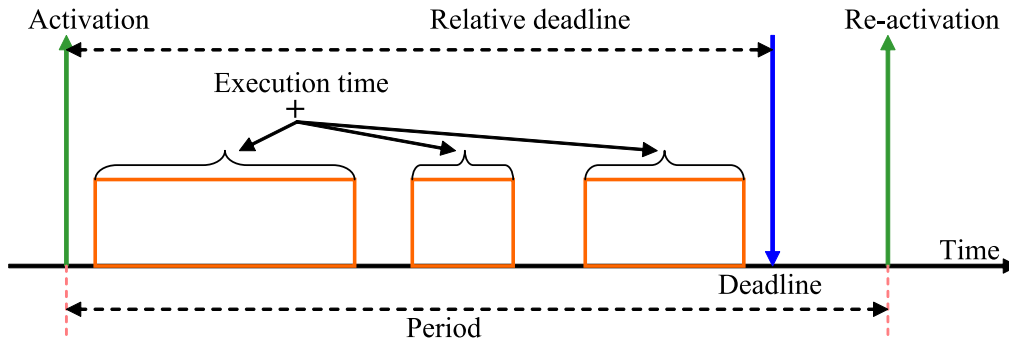 Activation
Relative deadline
Re-activation
Execution time
+
Time
Deadline
Period